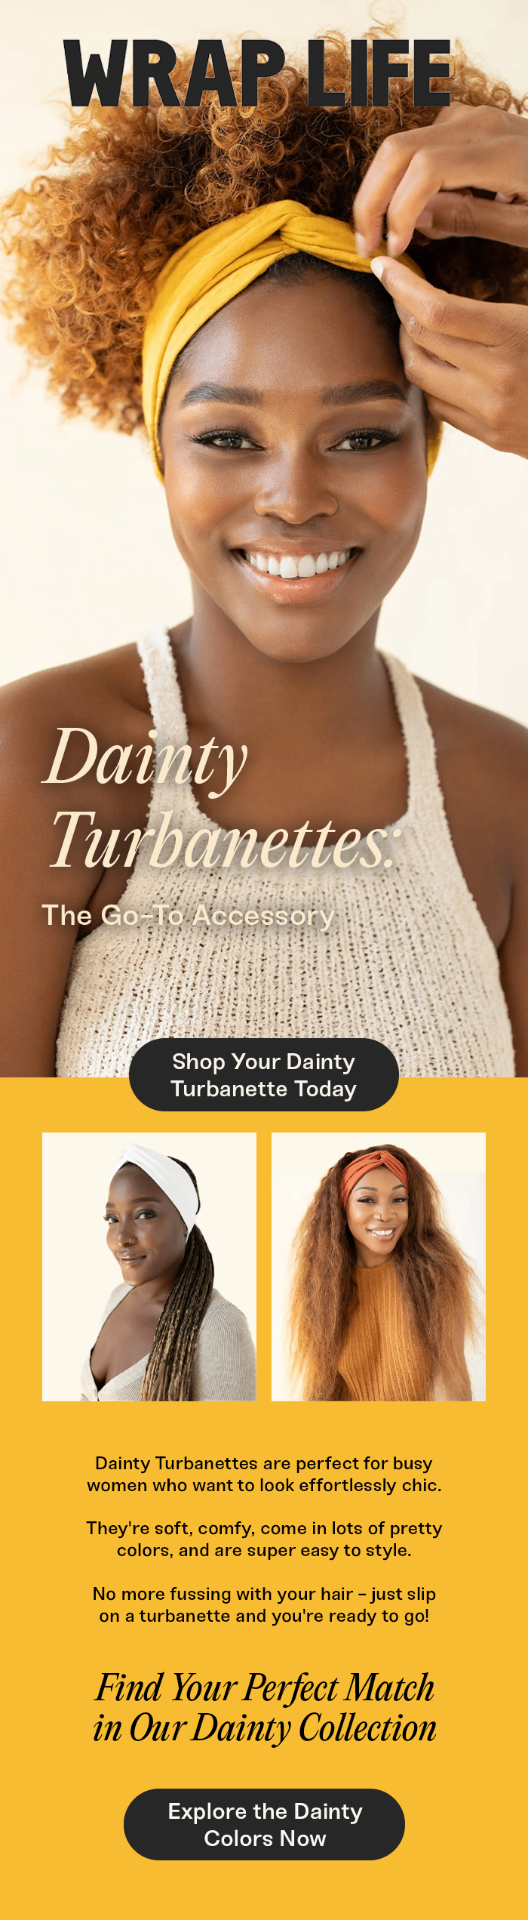 WRAP LIFE
Dainty
Turbanettes:
The Go-To Accessory
Shop Your Dainty
Turbanette Today
Dainty Turbanettes are perfect for busy
women who want to look effortlessly chic.
They're soft, comfy, come in lots of pretty
colors, and are super easy to style.
No more fussing with your hair – just slip
on a turbanette and you're ready to go!
Find Your Perfect Match
in Our Dainty Collection
Explore the Dainty
Colors Now